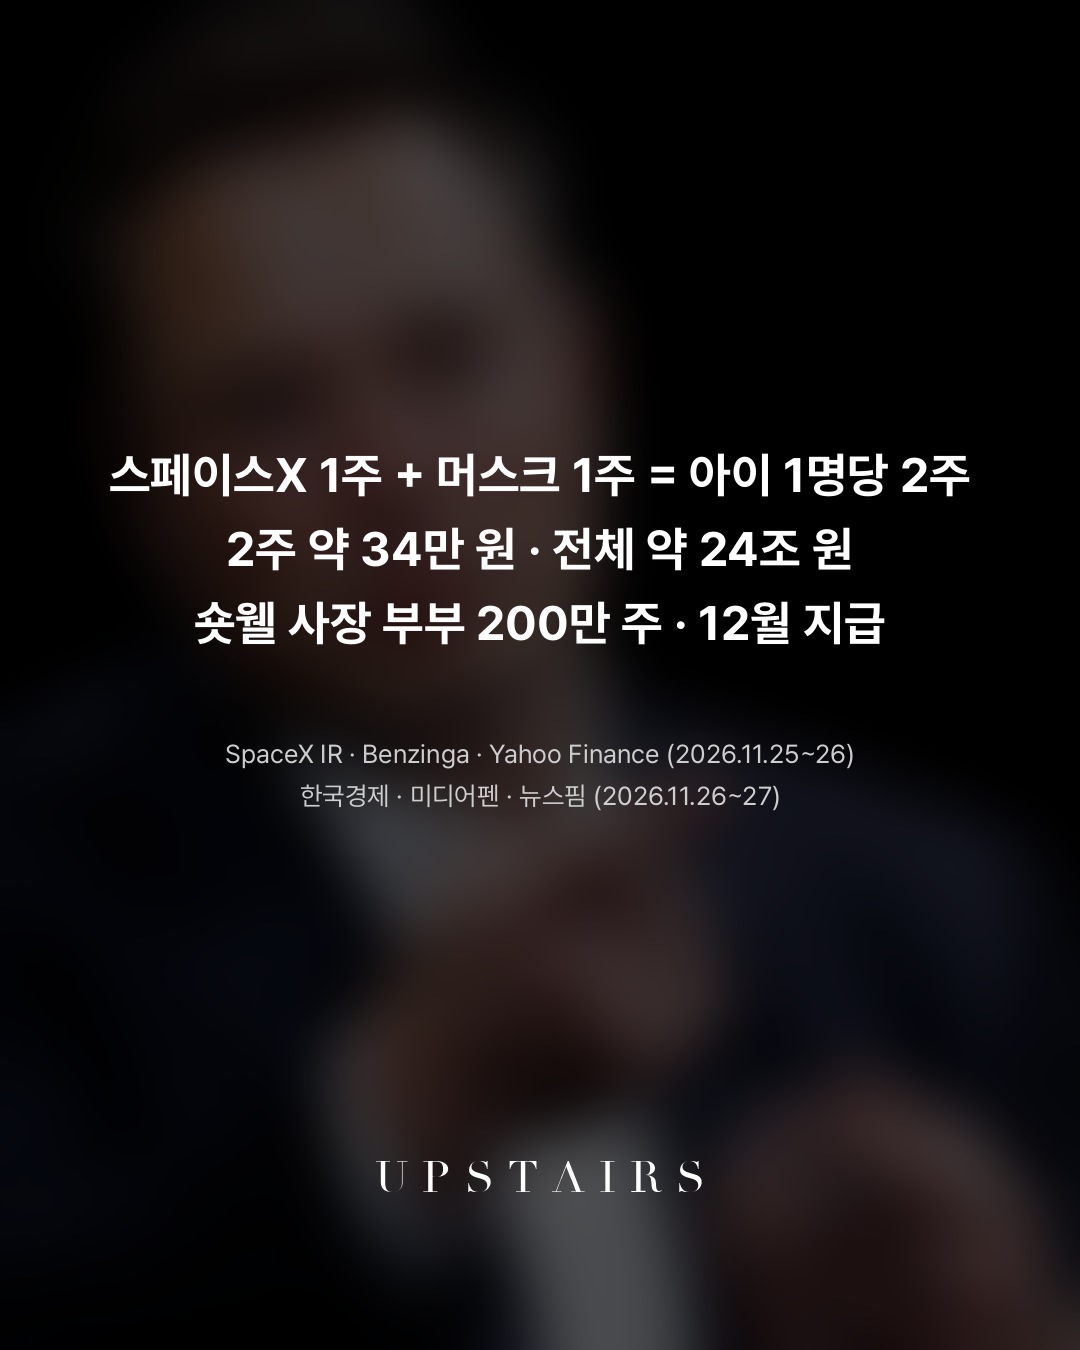 스페이스X 1주 + 머스크 1주 = 아이 1명당 2주
2주 약 34만 원 · 전체 약 24조 원
숏웰 사장 부부 200만 주 · 12월 지급
SpaceX IR · Benzinga · Yahoo Finance (2026.11.25~26)
한국경제 · 미디어펜 · 뉴스핌 (2026.11.26~27)
UPSTAIRS